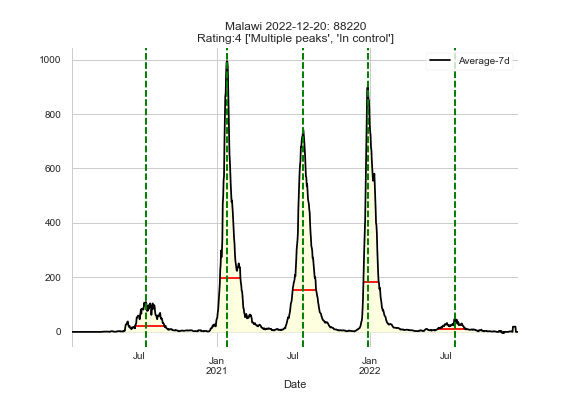 Malawi 2022-12-20: 88220
Rating:4 ['Multiple peaks', 'In control']
Average-7d
1000
800
600
400
200
0
Jul
Jan
2021
Jul
Jan
2022
Jul
Date